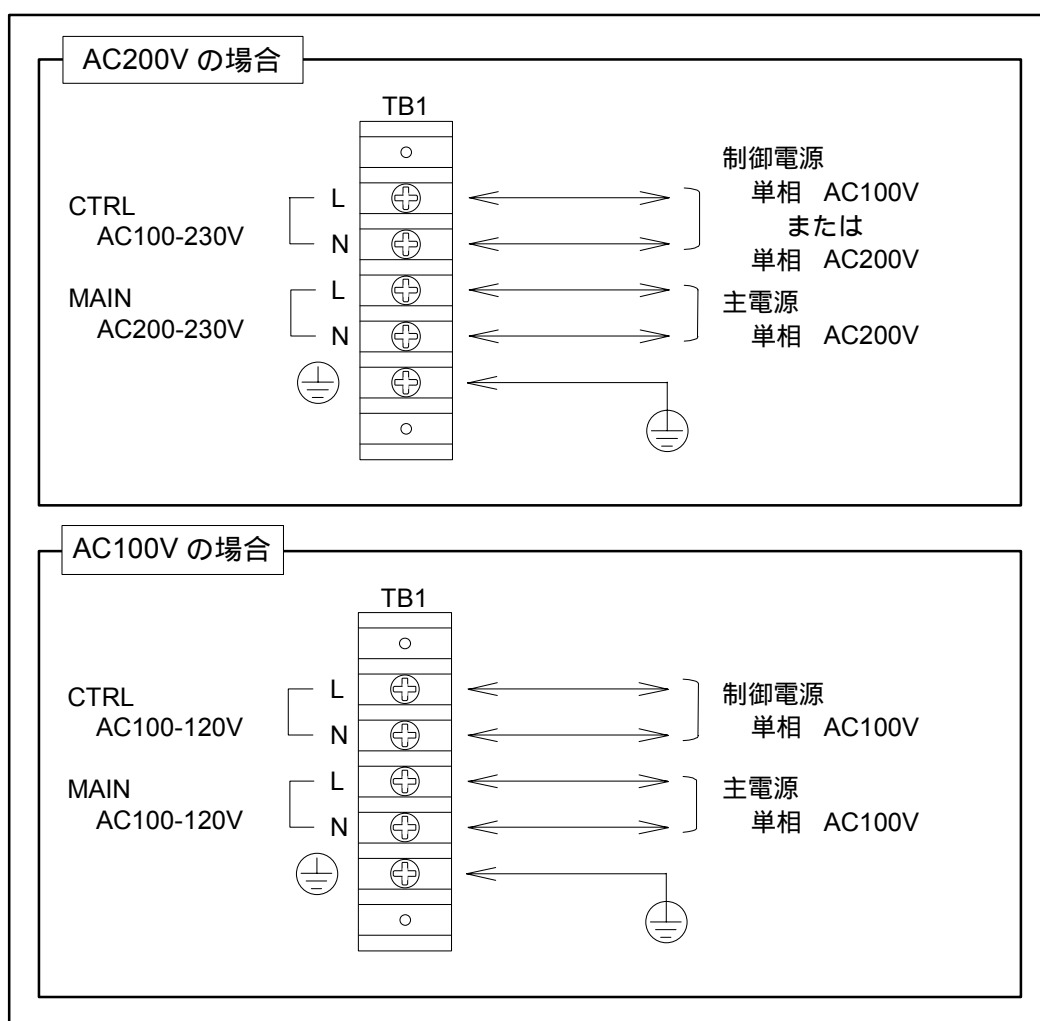 AC200V の場合
TB1
CTRL
AC100-230V
L
N
MAIN
AC200-230V
L
N
制御電源
単相 AC100V
または
単相 AC200V
主電源
単相 AC200V
AC100V の場合
TB1
CTRL
AC100-120V
L
N
MAIN
AC100-120V
L
N
制御電源
単相 AC100V
主電源
単相 AC100V